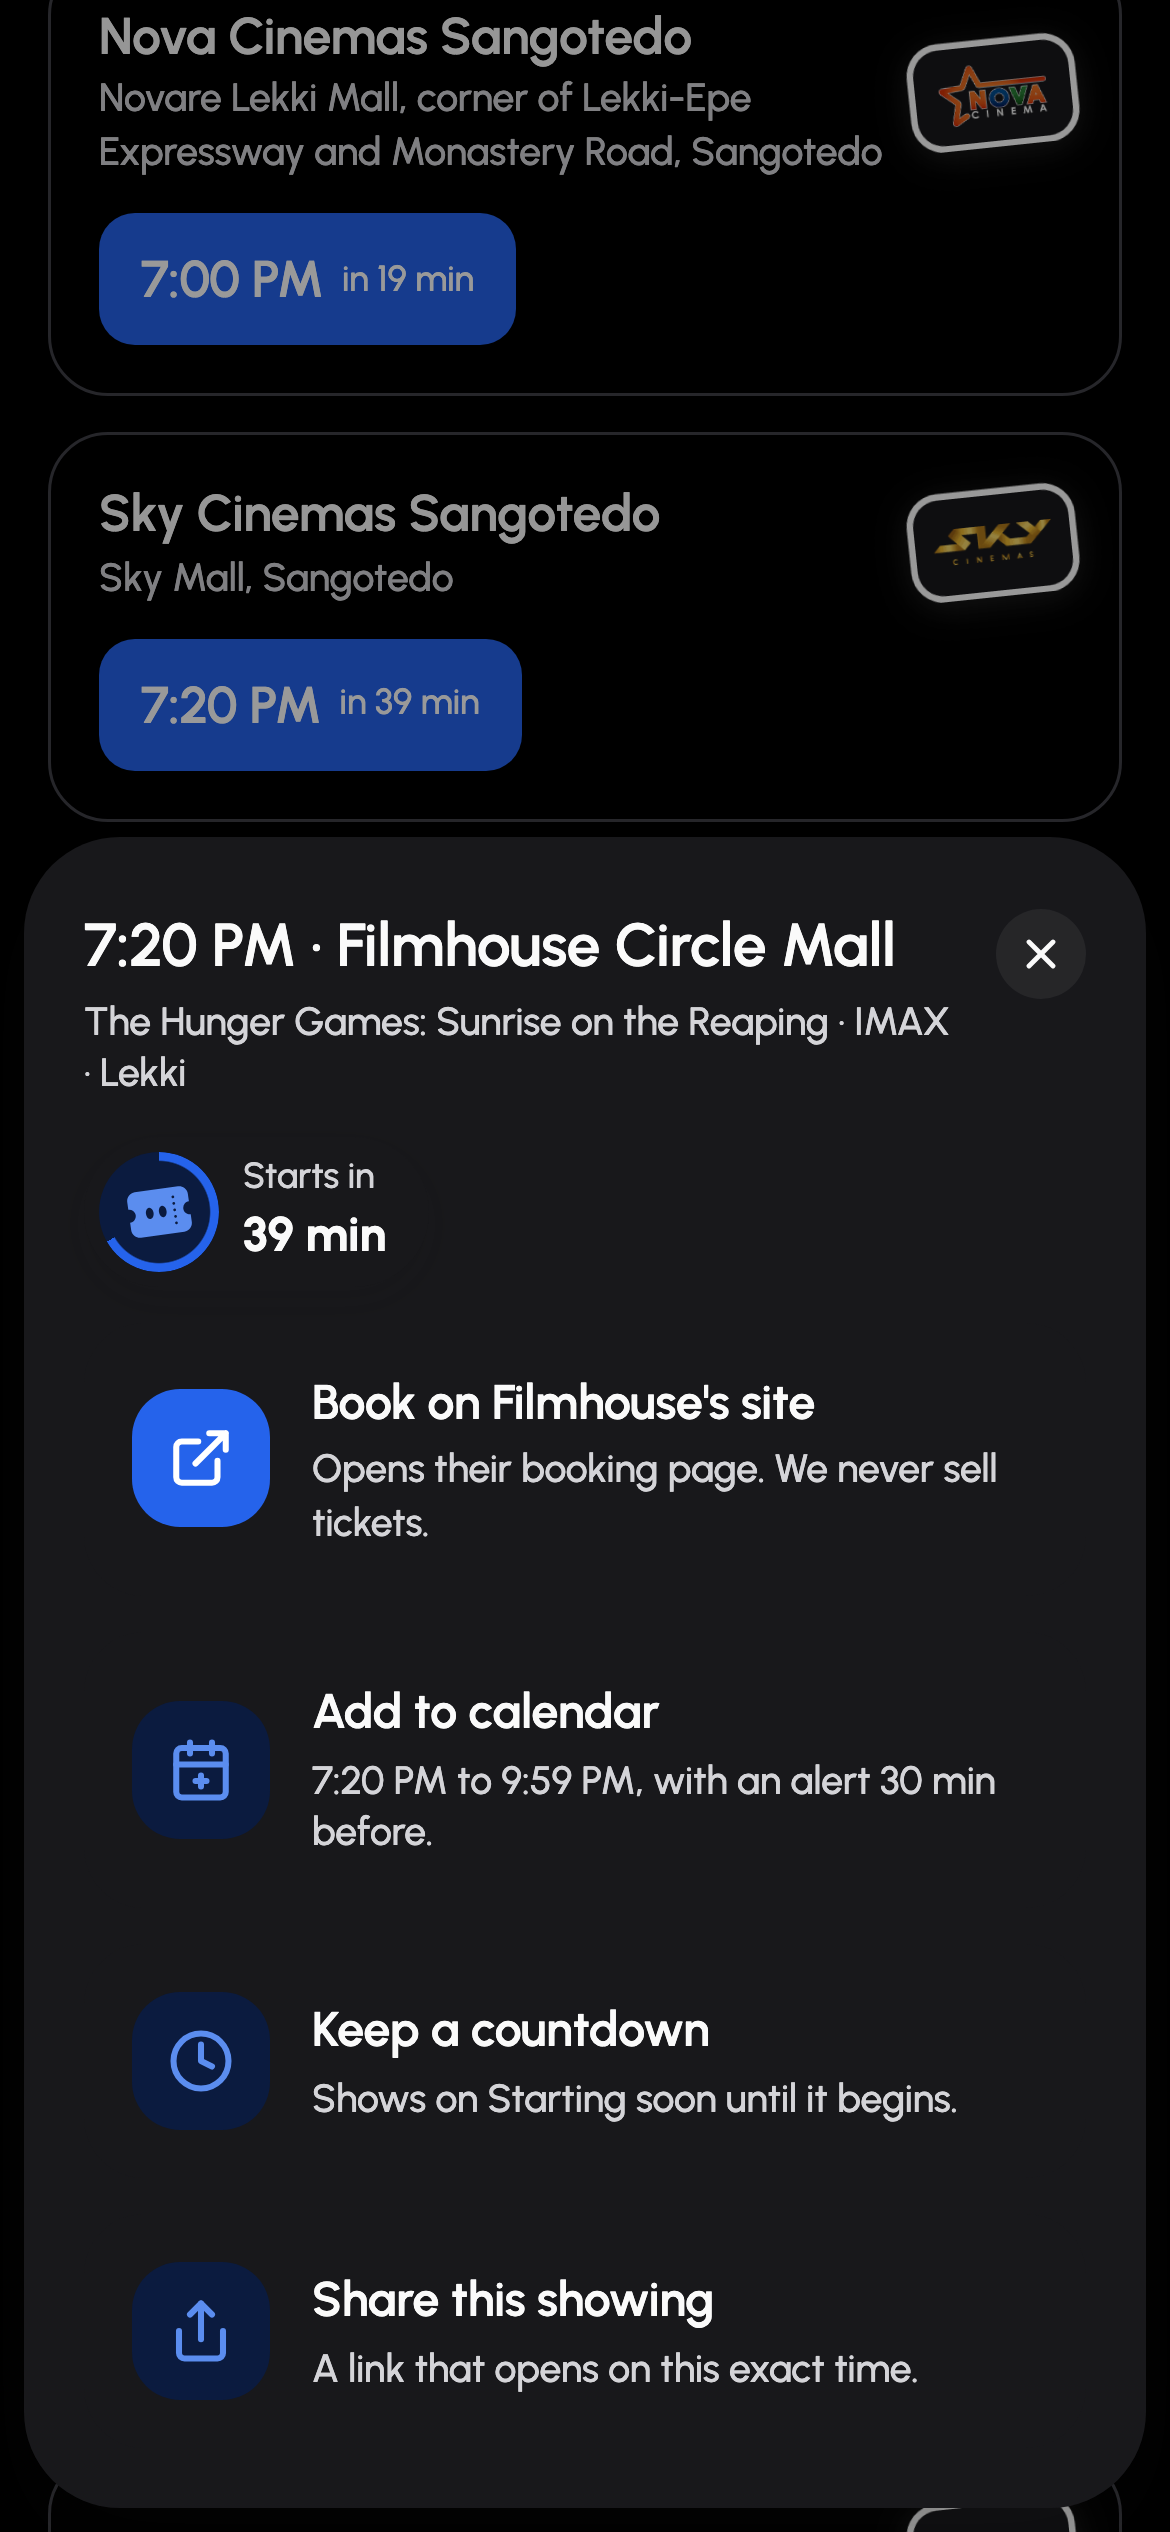 Nova Cinemas Sangotedo
Novare Lekki Mall, corner of Lekki-Epe
Expressway and Monastery Road, Sangotedo
NOVA
CINEMA
7:00 PM in 19 min
Sky Cinemas Sangotedo
Sky Mall, Sangotedo
SKY
CINEMAS
7:20 PM in 39 min
7:20 PM · Filmhouse Circle Mall
The Hunger Games: Sunrise on the Reaping · IMAX
· Lekki
Starts in
39 min
Book on Filmhouse's site
Opens their booking page. We never sell
tickets.
Add to calendar
7:20 PM to 9:59 PM, with an alert 30 min
before.
Keep a countdown
Shows on Starting soon until it begins.
Share this showing
A link that opens on this exact time.